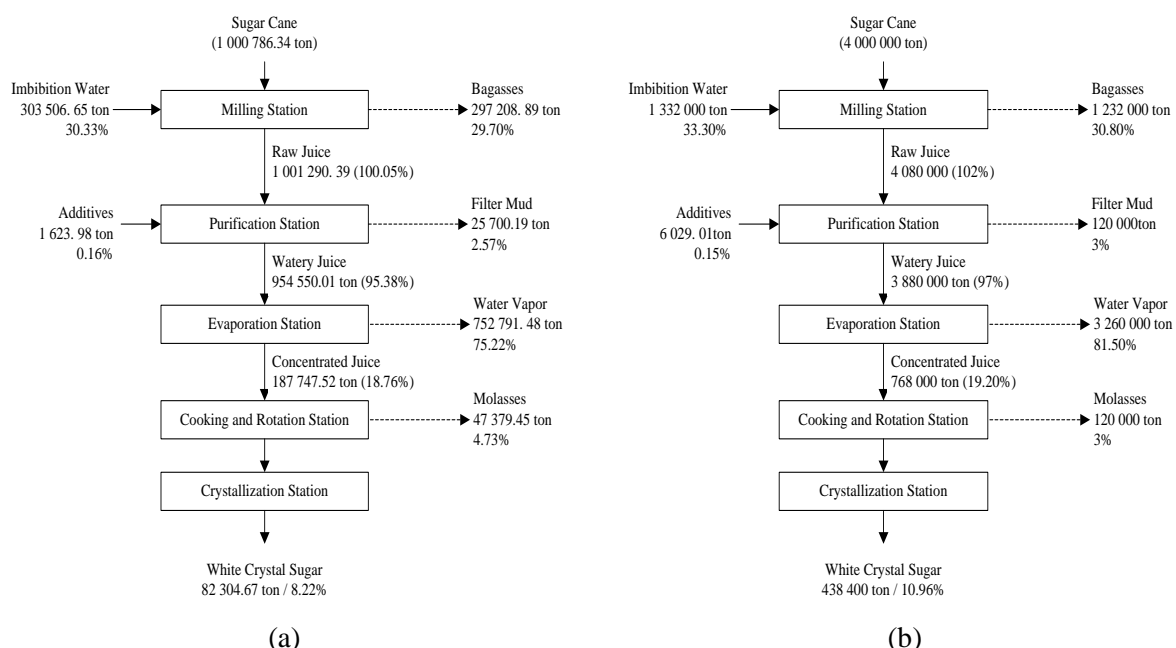 Sugar Cane
(1 000 786.34 ton)
Imbibition Water
303 506. 65 ton
30.33%
Milling Station
Bagasses
297 208. 89 ton
29.70%
Raw Juice
1 001 290. 39 (100.05%)
Additives
1 623. 98 ton
0.16%
Purification Station
Filter Mud
25 700.19 ton
2.57%
Watery Juice
954 550.01 ton (95.38%)
Evaporation Station
Water Vapor
752 791. 48 ton
75.22%
Concentrated Juice
187 747.52 ton (18.76%)
Cooking and Rotation Station
Molasses
47 379.45 ton
4.73%
Crystallization Station
White Crystal Sugar
82 304.67 ton / 8.22%
(a)
Sugar Cane
(4 000 000 ton)
Imbibition Water
1 332 000 ton
33.30%
Milling Station
Bagasses
1 232 000 ton
30.80%
Raw Juice
4 080 000 (102%)
Additives
6 029. 01ton
0.15%
Purification Station
Filter Mud
120 000ton
3%
Watery Juice
3 880 000 ton (97%)
Evaporation Station
Water Vapor
3 260 000 ton
81.50%
Concentrated Juice
768 000 ton (19.20%)
Cooking and Rotation Station
Molasses
120 000 ton
3%
Crystallization Station
White Crystal Sugar
438 400 ton / 10.96%
(b)